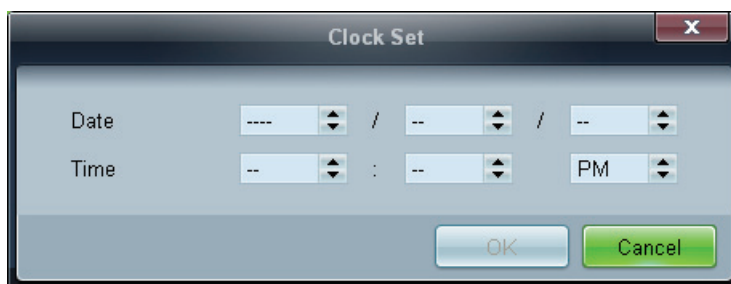 Clock Set
x
Date ---- / -- / --
Time -- : -- PM
OK Cancel